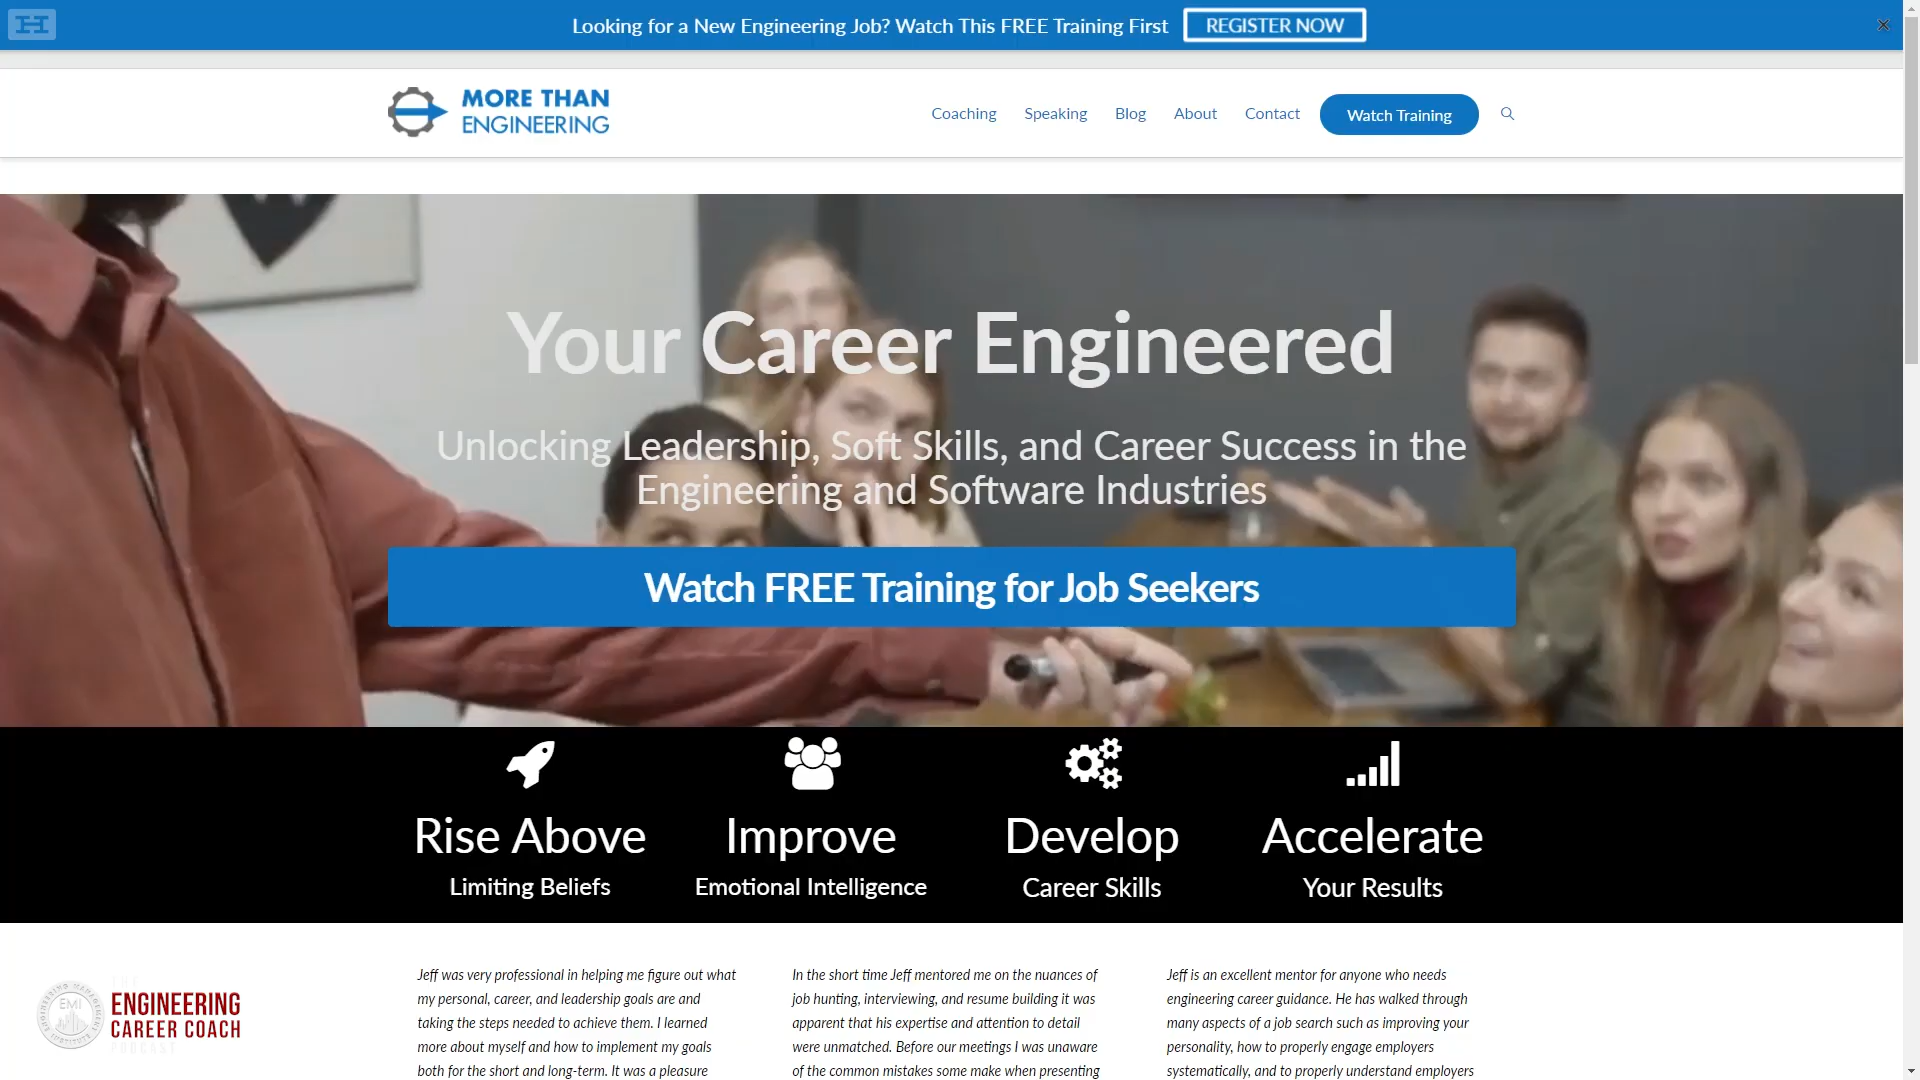 Looking for a New Engineering Job? Watch This FREE Training First REGISTER NOW
MORE THAN
ENGINEERING
Coaching Speaking Blog About Contact Watch Training
Your Career Engineered
Unlocking Leadership, Soft Skills, and Career Success in the
Engineering and Software Industries
Watch FREE Training for Job Seekers
Rise Above Improve Develop Accelerate
Limiting Beliefs Emotional Intelligence Career Skills Your Results
Jeff was very professional in helping me figure out what
my personal, career, and leadership goals are and
taking the steps needed to achieve them. I learned
more about myself and how to implement my goals
both for the short and long-term. It was a pleasure
In the short time Jeff mentored me on the nuances of
job hunting, interviewing, and resume building it was
apparent that his expertise and attention to detail
were unmatched. Before our meetings I was unaware
of the common mistakes some make when presenting
Jeff is an excellent mentor for anyone who needs
engineering career guidance. He has walked through
many aspects of a job search such as improving your
personality, how to properly engage employers
systematically, and to properly understand employers
EMI
ENGINEERING MANAGEMENT INSTITUTE
THE
ENGINEERING
CAREER COACH
PODCAST